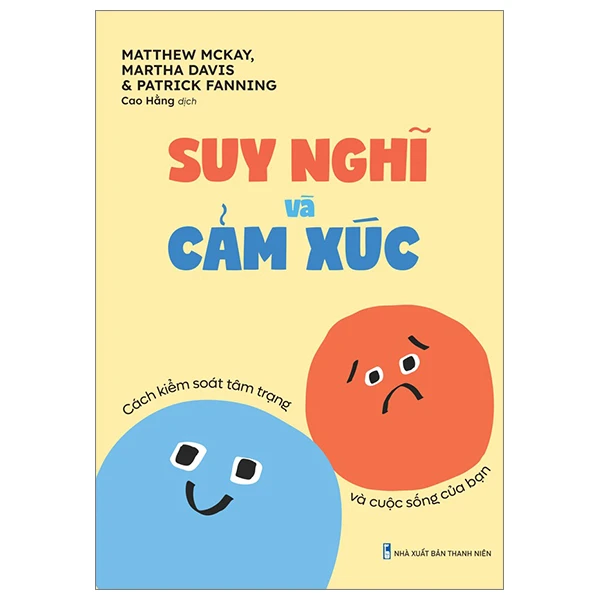 MATTHEW MCKAY,
MARTHA DAVIS
& PATRICK FANNING
Cao Hằng dịch
SUY NGHĨ
và
CẢM XÚC
Cách kiểm soát tâm trạng
và cuộc sống của bạn
NHÀ XUẤT BẢN THANH NIÊN